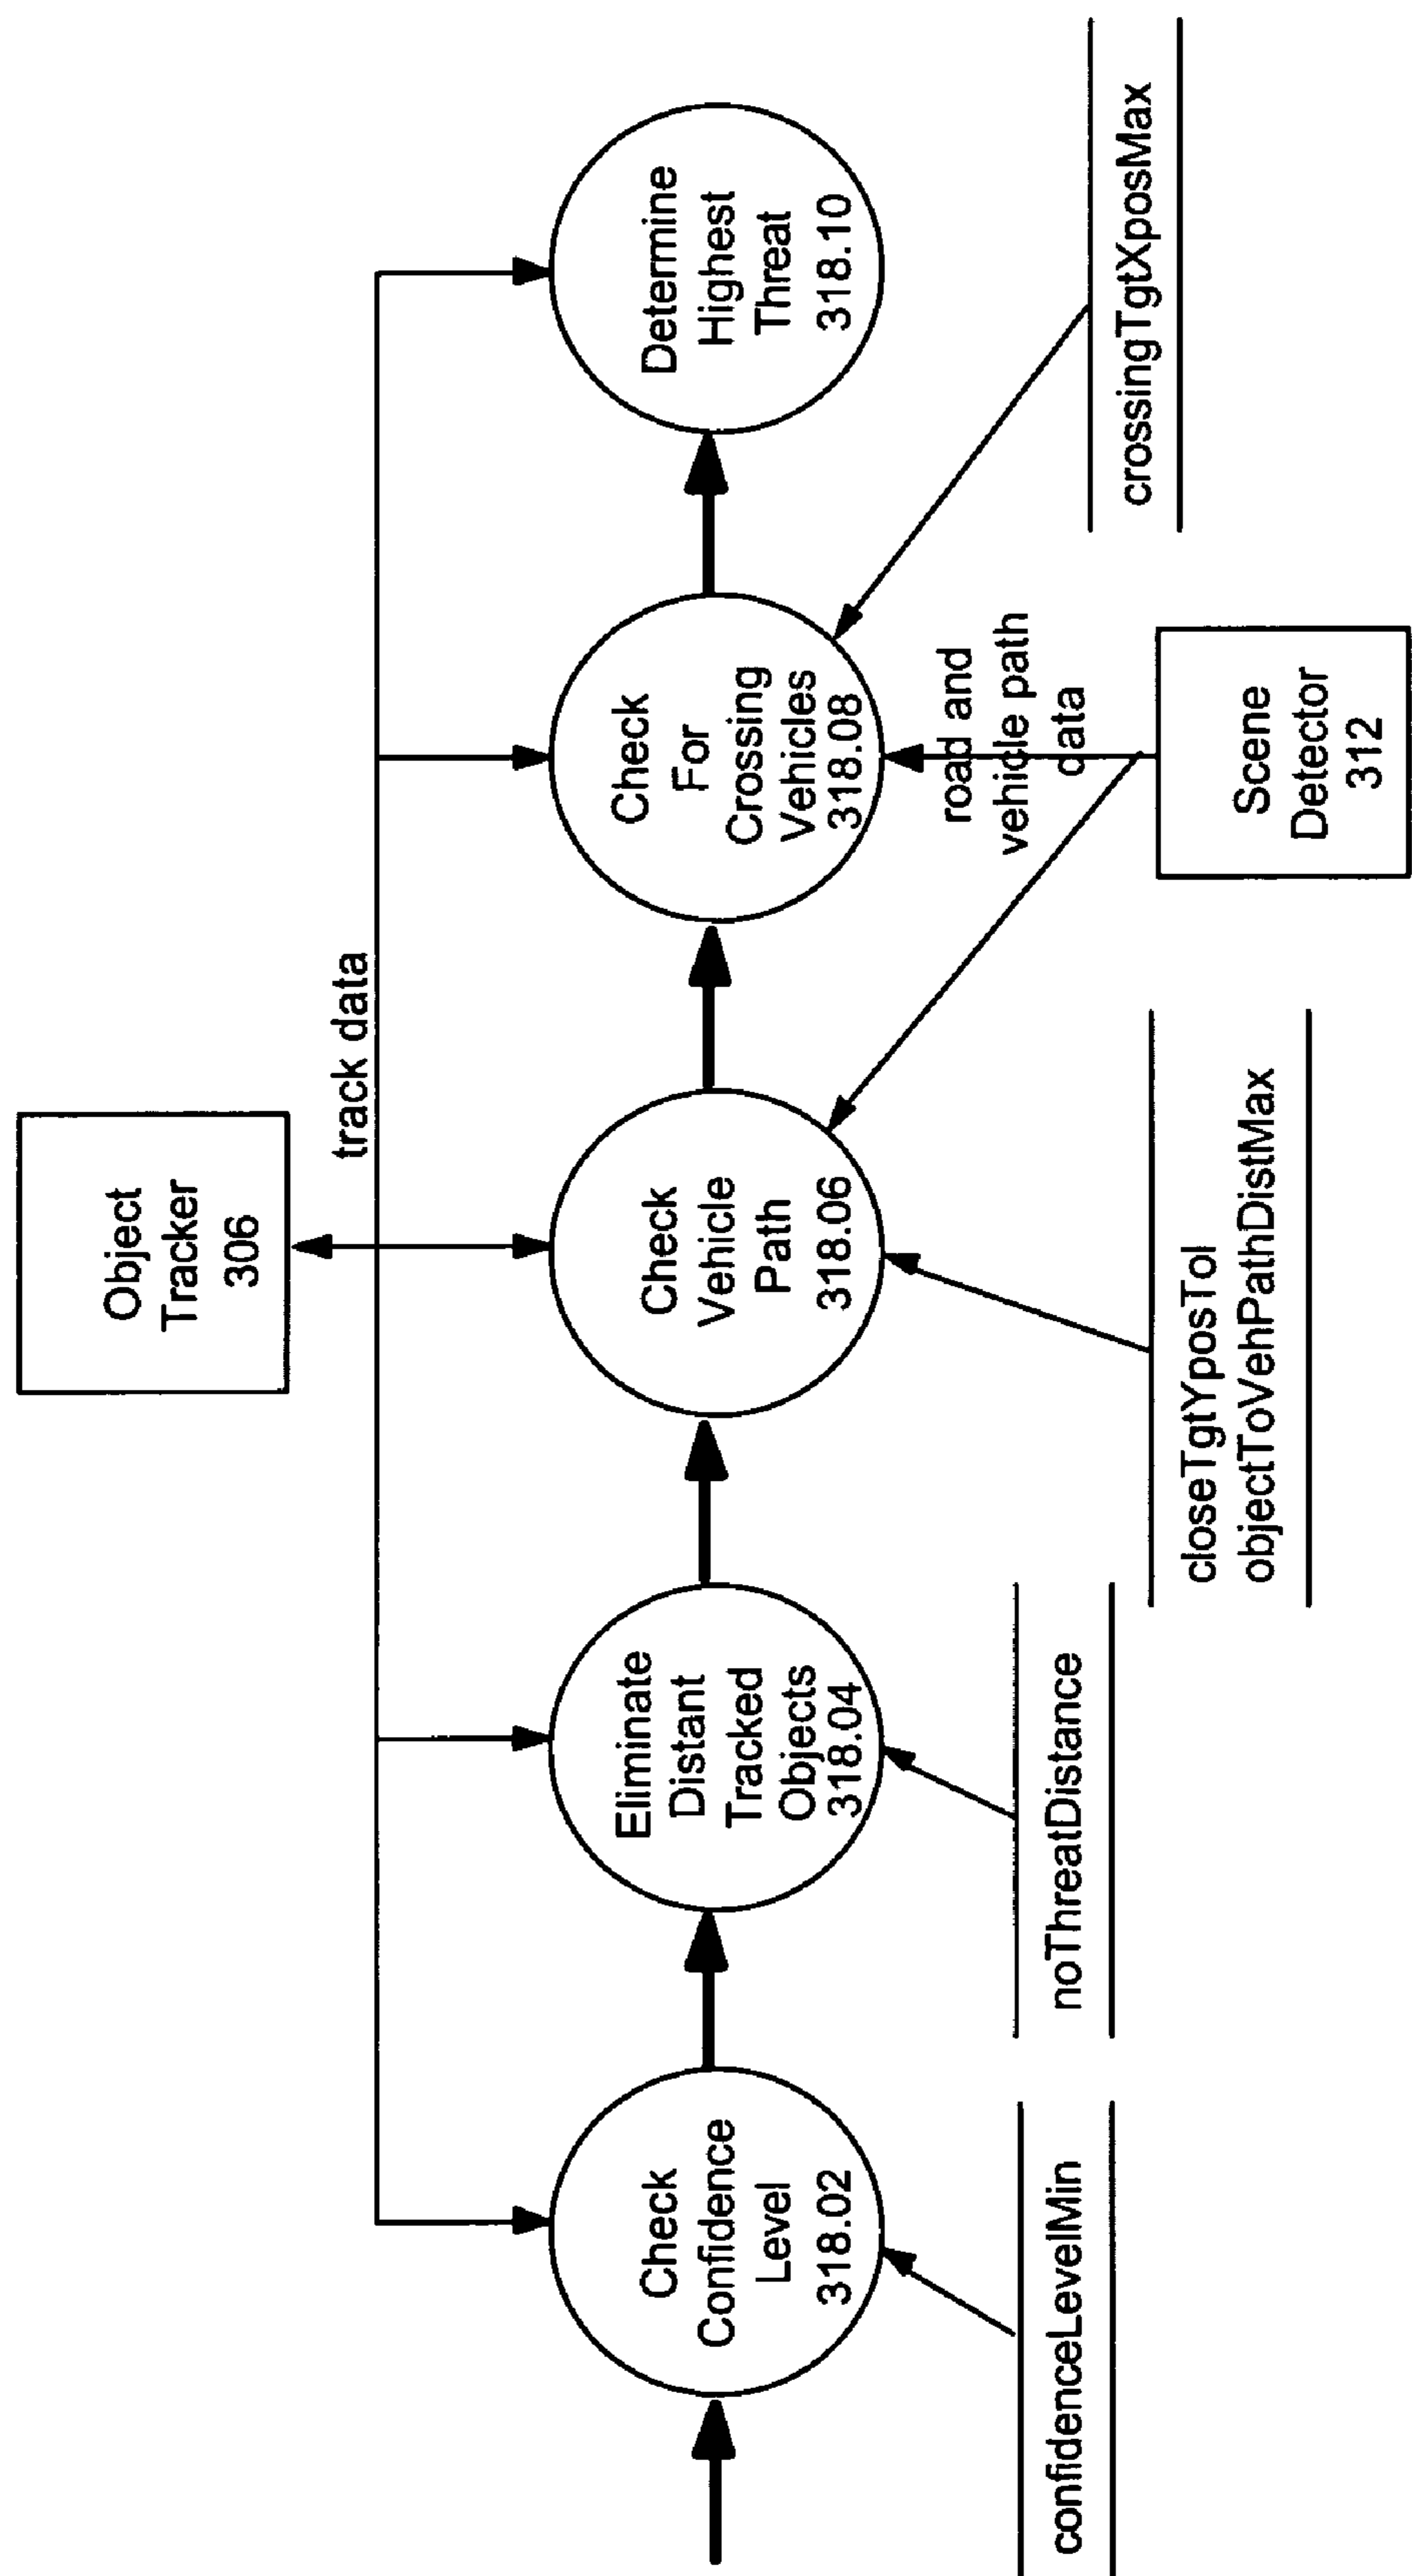 Object
Tracker
306
track data
Check
Confidence
Level
318.02
Eliminate
Distant
Tracked
Objects
318.04
Check
Vehicle
Path
318.06
Check
For
Crossing
Vehicles
318.08
Determine
Highest
Threat
318.10
road and
vehicle path
data
confidenceLevelMin
noThreatDistance
closeTgtYposTol
objectToVehPathDistMax
Scene
Detector
312
crossingTgtXposMax